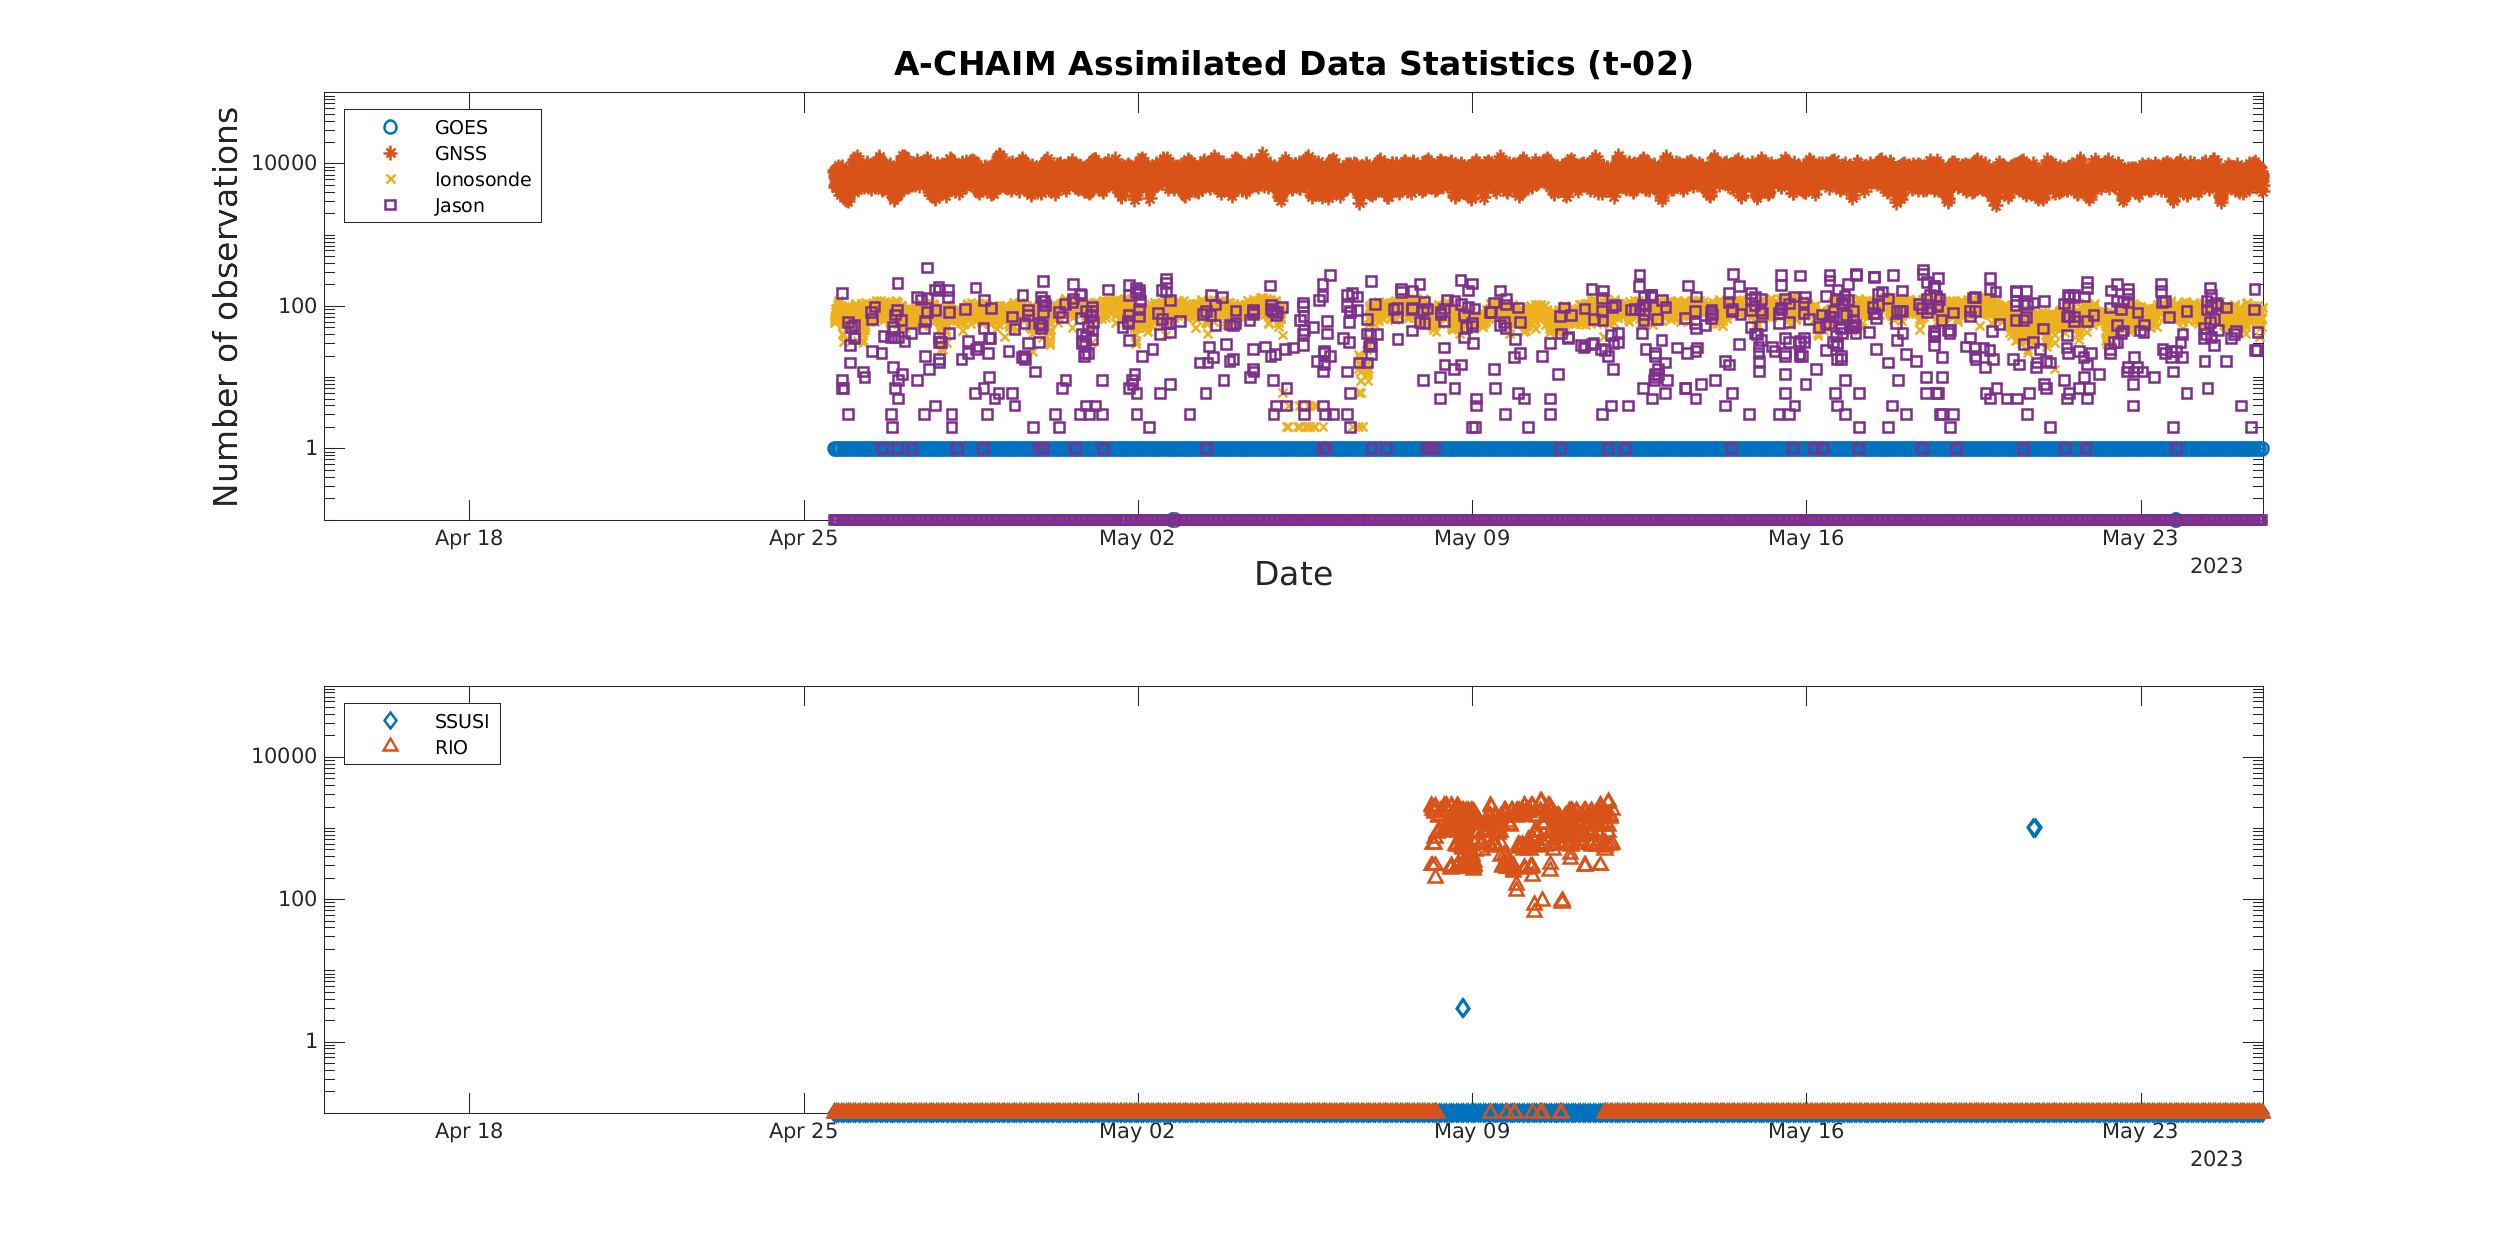 A-CHAIM Assimilated Data Statistics (t-02)
GOES
GNSS
Ionosonde
Jason
Number of observations
10000
100
1
Apr 18
Apr 25
May 02
May 09
May 16
May 23
2023
Date
SSUSI
RIO
10000
100
1
Apr 18
Apr 25
May 02
May 09
May 16
May 23
2023